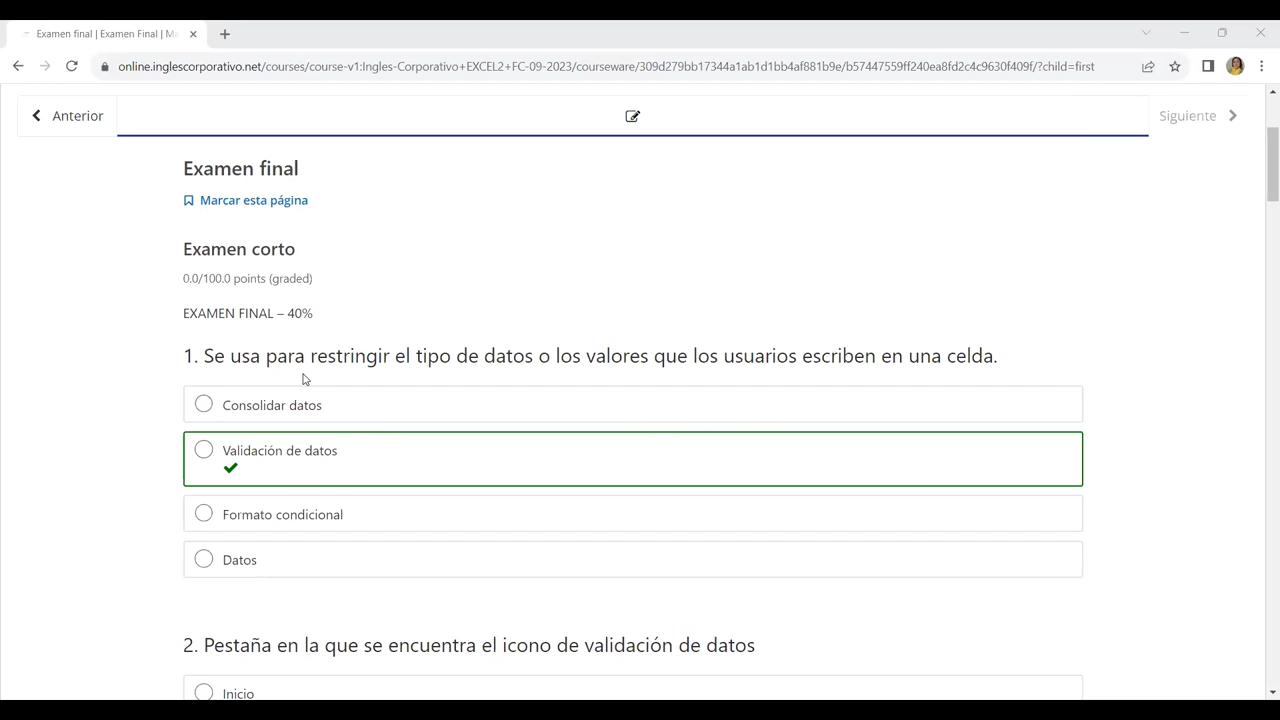 Examen final | Examen Final | Ma
online.inglescorporativo.net/courses/course-v1:Ingles-Corporativo+EXCEL2+FC-09-2023/courseware/309d279bb17344a1ab1d1bb4af881b9e/b57447559ff240ea8fd2c4c9630f409f/?child=first
Anterior
Siguiente
Examen final
Marcar esta página
Examen corto
0.0/100.0 points (graded)
EXAMEN FINAL – 40%
1. Se usa para restringir el tipo de datos o los valores que los usuarios escriben en una celda.
Consolidar datos
Validación de datos
Formato condicional
Datos
2. Pestaña en la que se encuentra el icono de validación de datos
Inicio